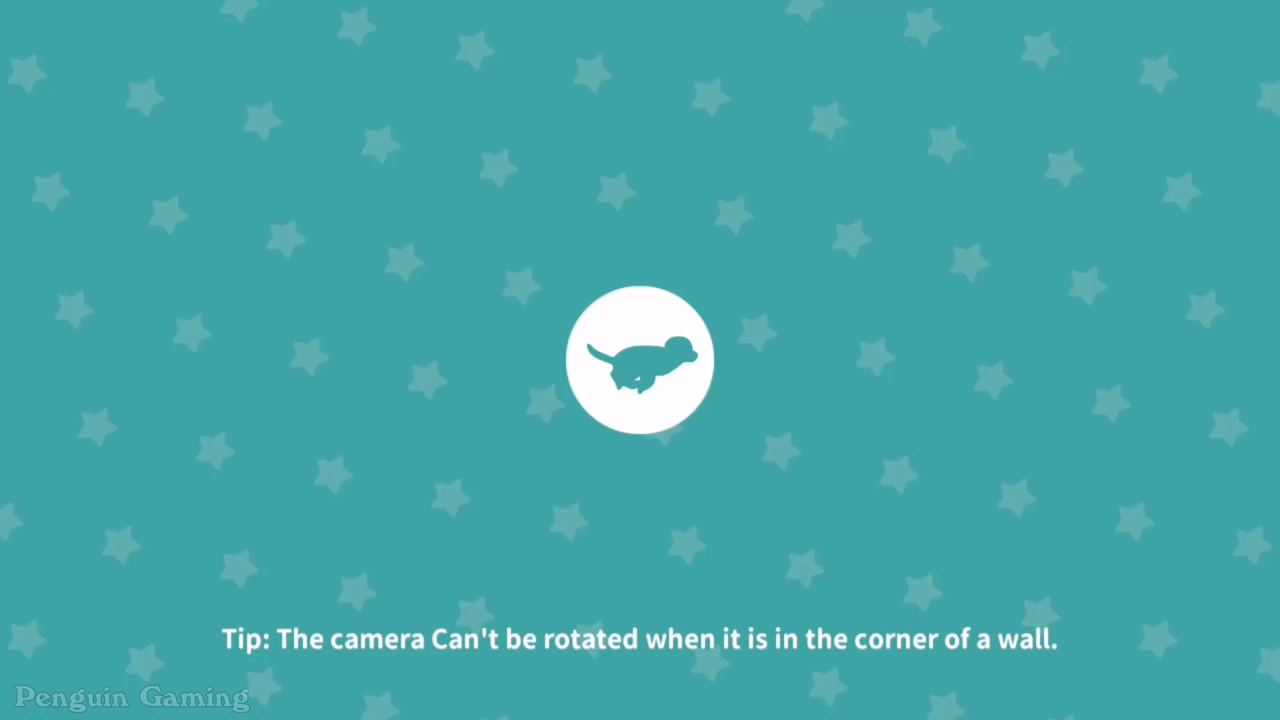 Tip: The camera Can't be rotated when it is in the corner of a wall.
Penguin Gaming